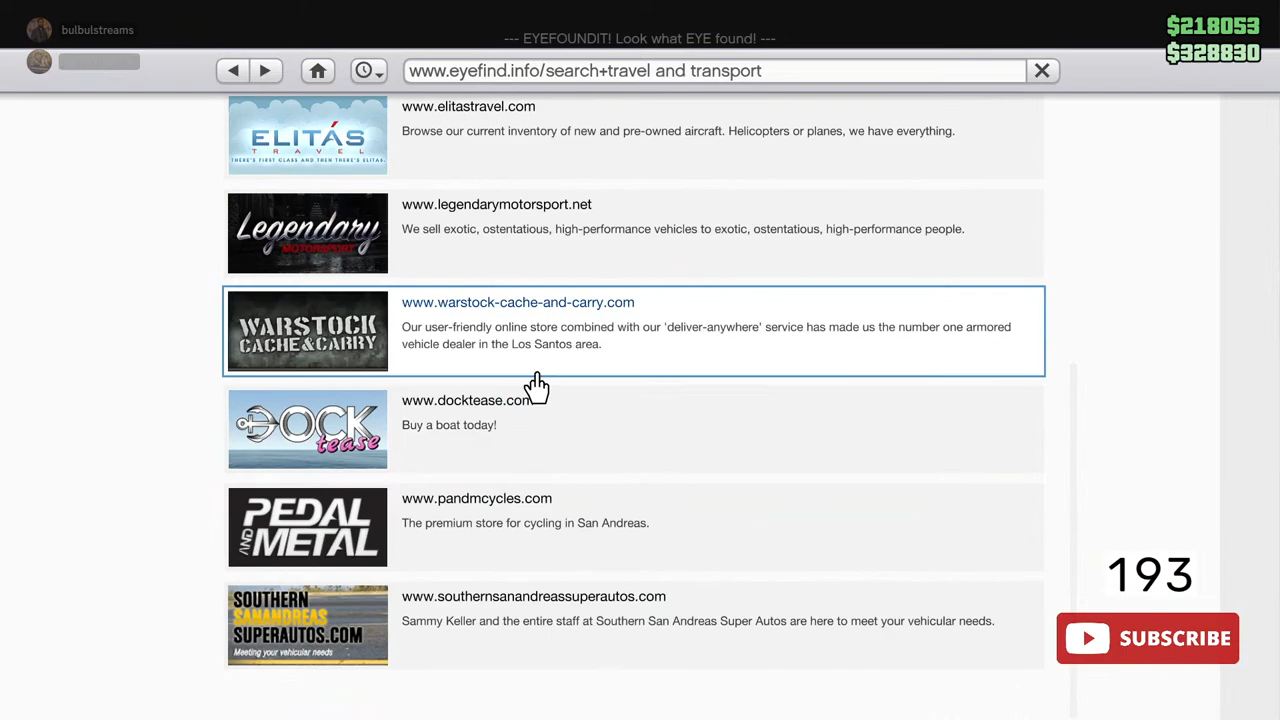 bulbulstreams
--- EYEFOUNDIT! Look what EYE found! ---
$218053
$328830
www.eyefind.info/search+travel and transport
ELITÁS
TRAVEL
THERE'S FIRST CLASS AND THEN THERE'S ELITAS.
www.elitastravel.com
Browse our current inventory of new and pre-owned aircraft. Helicopters or planes, we have everything.
Legendary
MOTORSPORT
www.legendarymotorsport.net
We sell exotic, ostentatious, high-performance vehicles to exotic, ostentatious, high-performance people.
WARSTOCK
CACHE&CARRY
www.warstock-cache-and-carry.com
Our user-friendly online store combined with our 'deliver-anywhere' service has made us the number one armored
vehicle dealer in the Los Santos area.
DOCK
tease
www.docktease.com
Buy a boat today!
PEDAL
AND METAL
www.pandmcycles.com
The premium store for cycling in San Andreas.
SOUTHERN
SANANDREAS
SUPERAUTOS.COM
Meeting your vehicular needs
www.southernsanandreassuperautos.com
Sammy Keller and the entire staff at Southern San Andreas Super Autos are here to meet your vehicular needs.
193
SUBSCRIBE